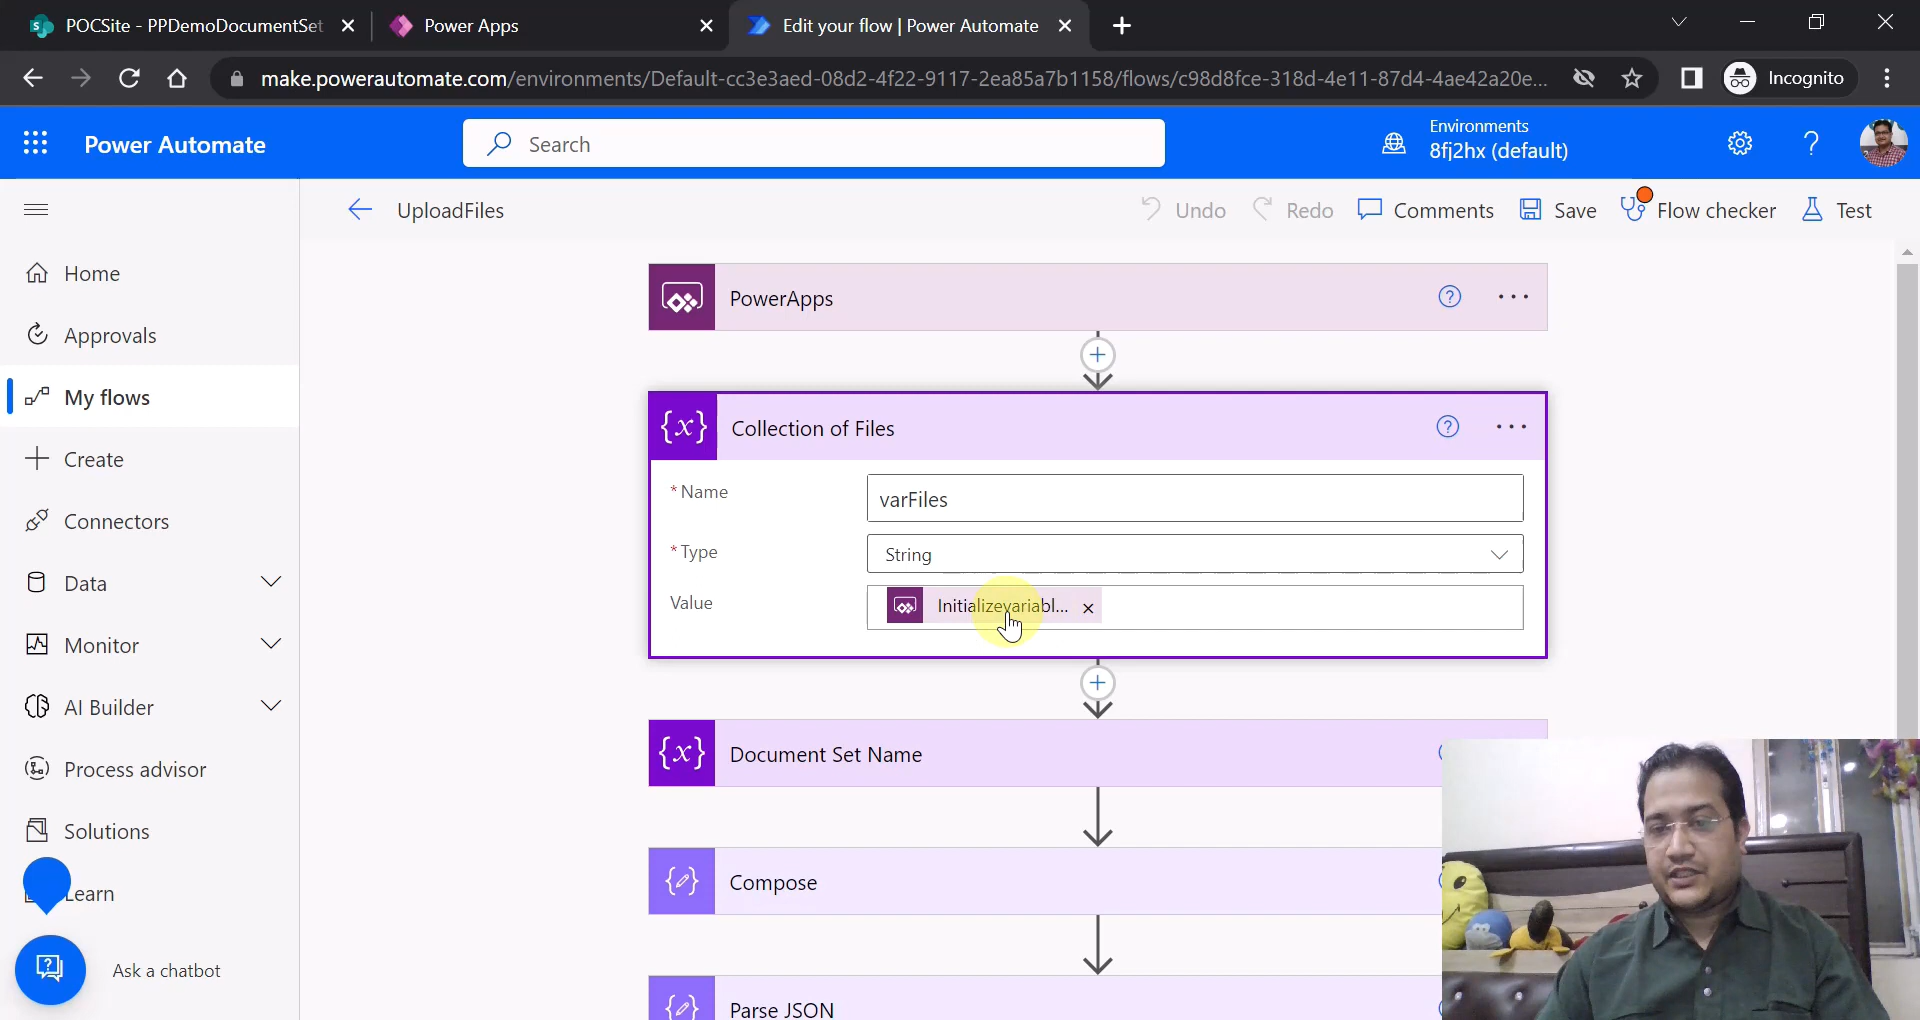 POCSite - PPDemoDocumentSet
Power Apps
Edit your flow | Power Automate
make.powerautomate.com/environments/Default-cc3e3aed-08d2-4f22-9117-2ea85a7b1158/flows/c98d8fce-318d-4e11-87d4-4ae42a20e...
Incognito
Power Automate
Search
Environments
8fj2hx (default)
UploadFiles
Undo
Redo
Comments
Save
Flow checker
Test
Home
Approvals
My flows
Create
Connectors
Data
Monitor
AI Builder
Process advisor
Solutions
Learn
Ask a chatbot
PowerApps
Collection of Files
* Name
varFiles
* Type
String
Value
Initializevariabl...
Document Set Name
Compose
Parse JSON